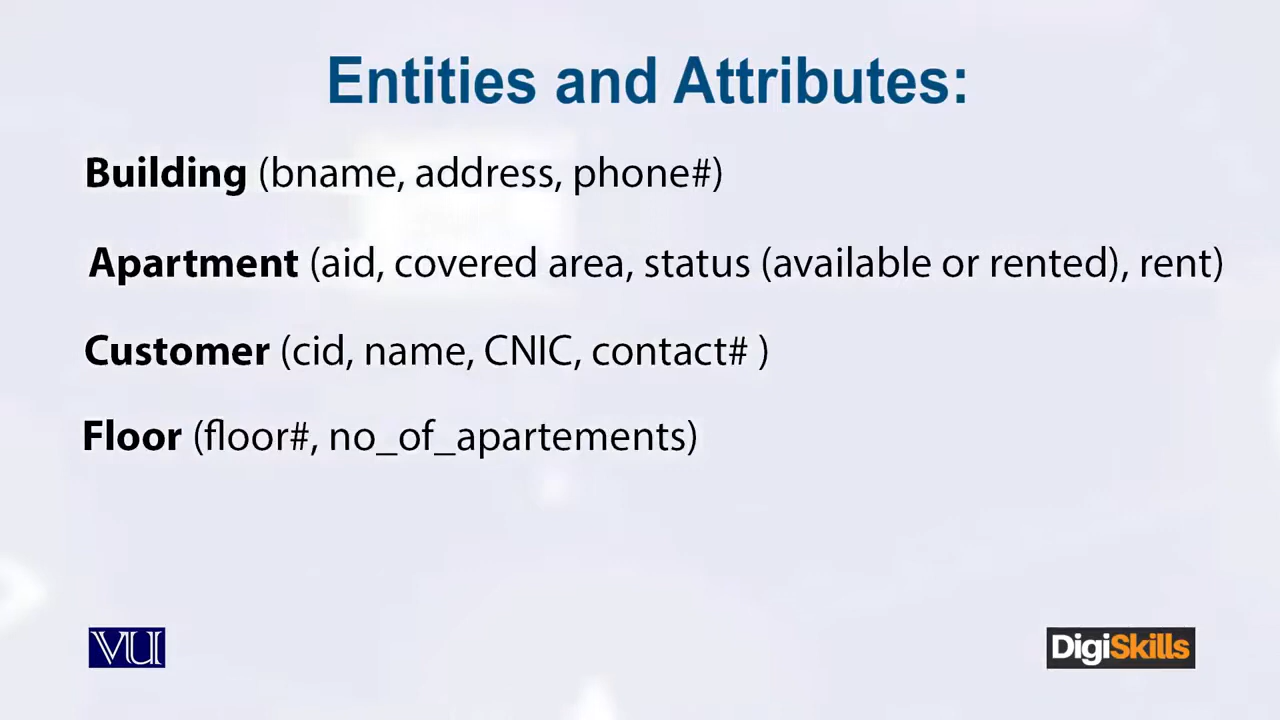 Entities and Attributes:
Building (bname, address, phone#)
Apartment (aid, covered area, status (available or rented), rent)
Customer (cid, name, CNIC, contact# )
Floor (floor#, no_of_apartements)
VU
DigiSkills